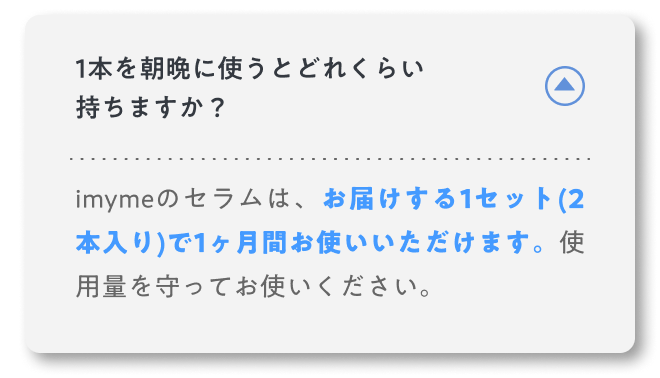 1本を朝晩に使うとどれくらい
持ちますか？
imymeのセラムは、お届けする1セット(2
本入り)で1ヶ月間お使いいただけます。使
用量を守ってお使いください。